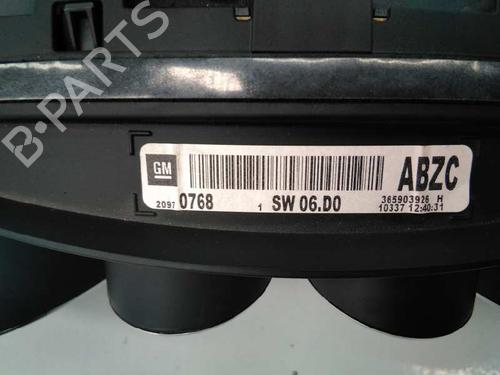 B-PARTS
GM
ABZC
2097 0768 1 SW 06.D0
365903926 H
10337 12:40:31